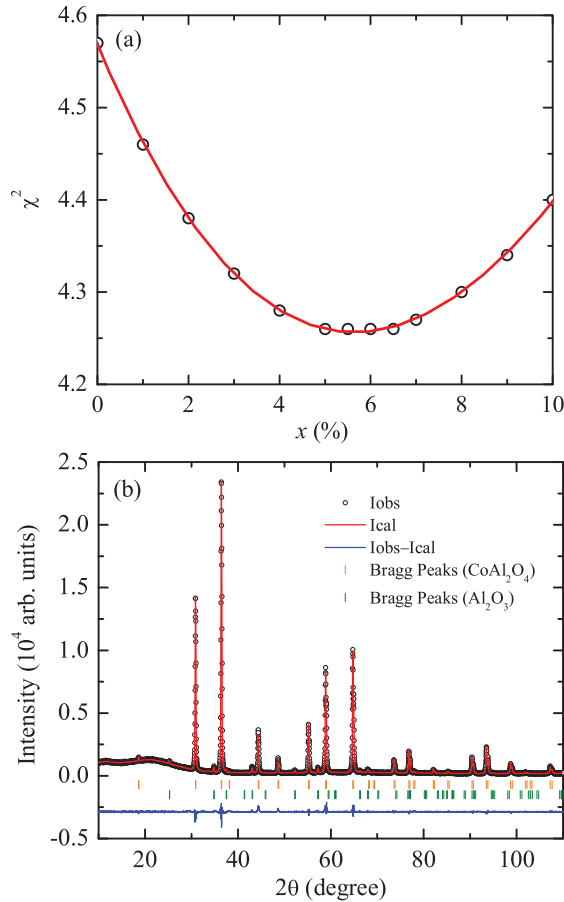 (a)
4.6
4.5
4.4
4.3
4.2
χ²
0 2 4 6 8 10
x (%)
(b)
2.5
2.0
1.5
1.0
0.5
0.0
-0.5
Intensity (10⁴ arb. units)
Iobs
Ical
Iobs–Ical
Bragg Peaks (CoAl₂O₄)
Bragg Peaks (Al₂O₃)
20 40 60 80 100
2θ (degree)